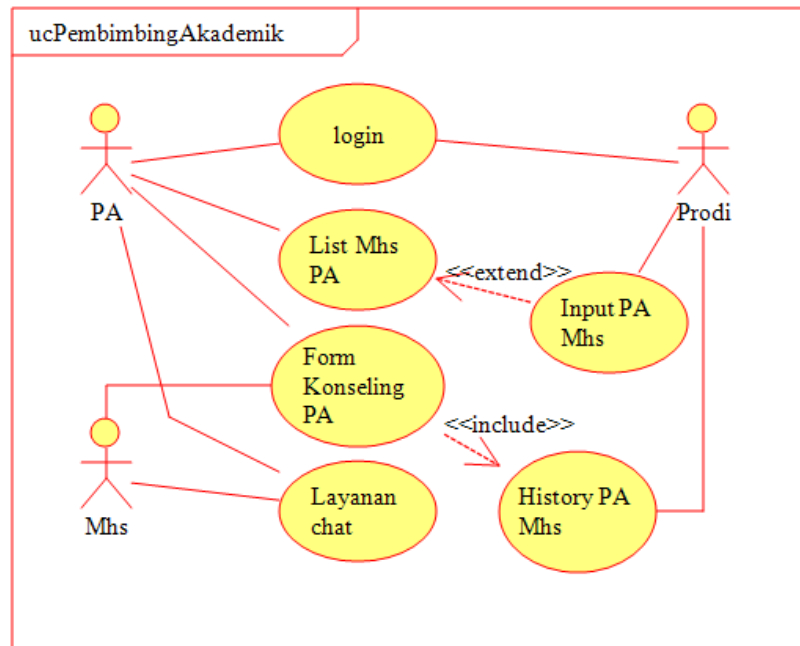 ucPembimbingAkademik
login
PA
Prodi
List Mhs
PA
<<extend>>
Input PA
Mhs
Form
Konseling
PA
<<include>>
Mhs
Layanan
chat
History PA
Mhs